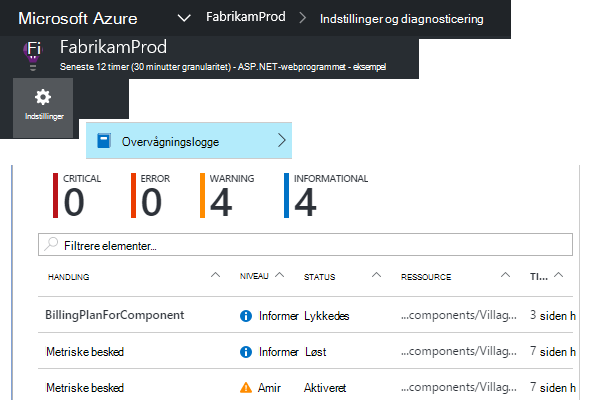 Microsoft Azure FabrikamProd Indstillinger og diagnosticering
Fi FabrikamProd
Seneste 12 timer (30 minutter granularitet) - ASP.NET-webprogrammet - eksempel
Indstillinger
Overvågningslogge
CRITICAL ERROR WARNING INFORMATIONAL
0 0 4 4
Filtrere elementer...
HANDLING NIVEAU STATUS RESSOURCE TI...
BillingPlanForComponent Informer Lykkedes ...components/Villag... 3 siden h
Metriske besked Informer Løst ...components/Villag... 7 siden h
Metriske besked Amir Aktiveret ...components/Villag... 7 siden h